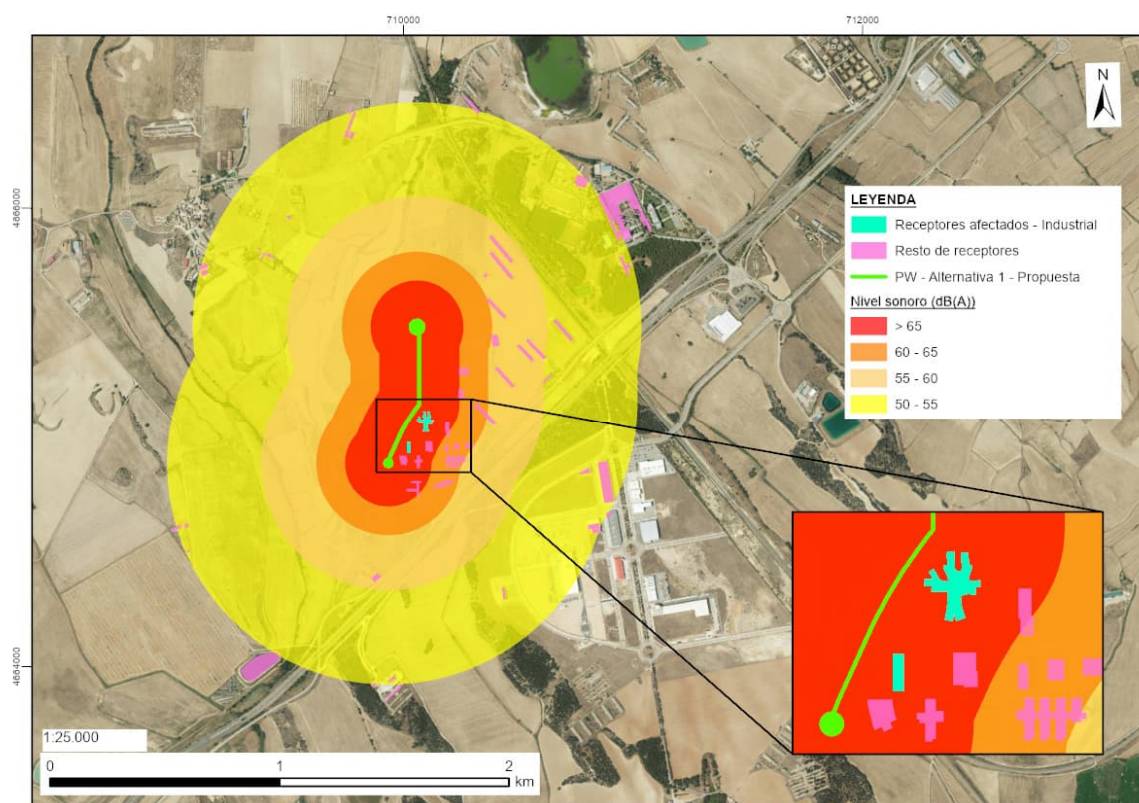 710000
712000
4666000
4664000
N
LEYENDA
Receptores afectados - Industrial
Resto de receptores
PW - Alternativa 1 - Propuesta
Nivel sonoro (dB(A))
> 65
60 - 65
55 - 60
50 - 55
1:25.000
0 1 2
km